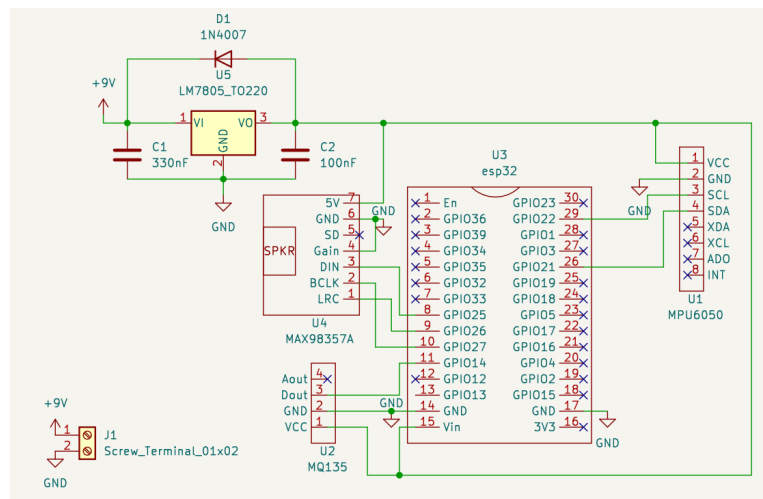 D1
1N4007
U5
LM7805_TO220
+9V
1
VI
VO
3
GND
2
C1
330nF
C2
100nF
GND
U3
esp32
5V
7
GND
6
SD
5
Gain
4
DIN
3
BCLK
2
LRC
1
SPKR
U4
MAX98357A
GND
1
En
2
GPIO36
3
GPIO39
4
GPIO34
5
GPIO35
6
GPIO32
7
GPIO33
8
GPIO25
9
GPIO26
10
GPIO27
11
GPIO14
12
GPIO12
13
GPIO13
14
GND
15
Vin
GPIO23
30
GPIO22
29
GPIO1
28
GPIO3
27
GPIO21
26
GPIO19
25
GPIO18
24
GPIO5
23
GPIO17
22
GPIO16
21
GPIO4
20
GPIO2
19
GPIO15
18
GND
17
3V3
16
GND
GND
1
VCC
2
GND
3
SCL
4
SDA
5
XDA
6
XCL
7
ADO
8
INT
U1
MPU6050
Aout
4
Dout
3
GND
2
VCC
1
U2
MQ135
GND
+9V
1
2
J1
Screw_Terminal_01x02
GND